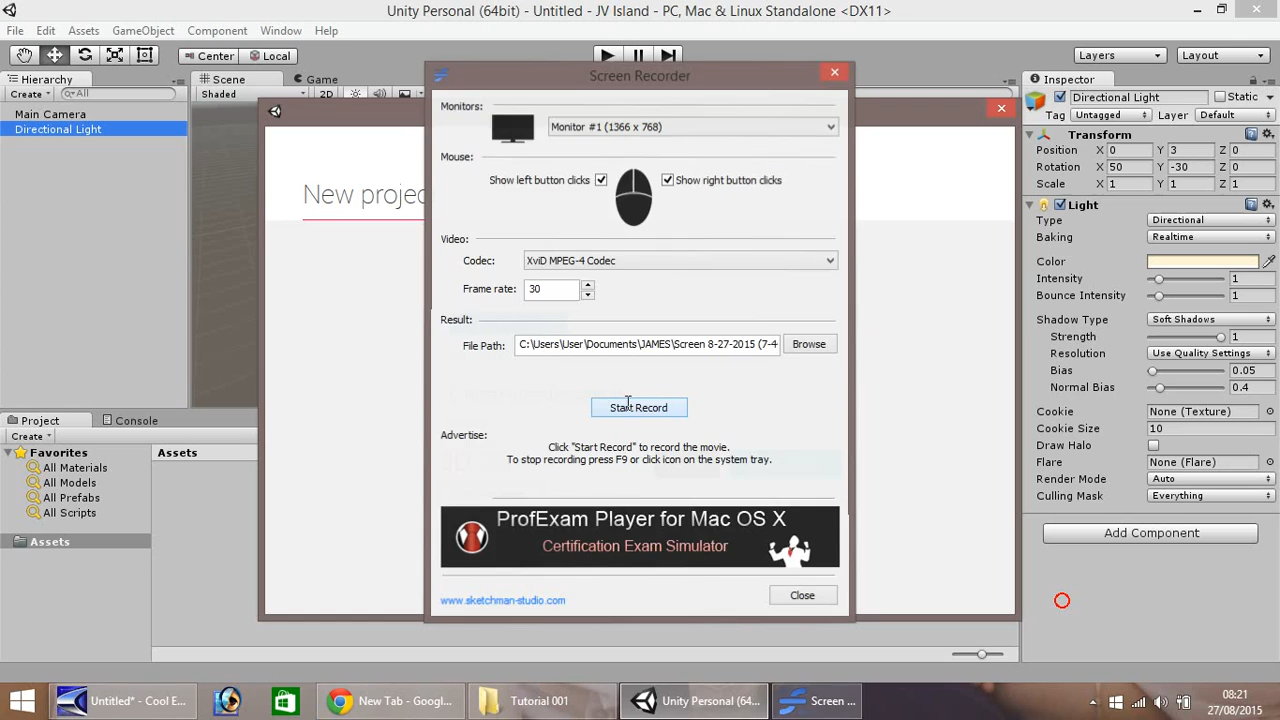 Unity Personal (64bit) - Untitled - JV Island - PC, Mac & Linux Standalone <DX11>
File Edit Assets GameObject Component Window Help
Center Local Layers Layout
Hierarchy Scene Game Inspector
Create All Shaded 2D
Main Camera
Directional Light
Directional Light Static
Tag Untagged Layer Default
Transform
Position X 0 Y 3 Z 0
Rotation X 50 Y -30 Z 0
Scale X 1 Y 1 Z 1
Light
Type Directional
Baking Realtime
Color
Intensity 1
Bounce Intensity 1
Shadow Type Soft Shadows
Strength 1
Resolution Use Quality Settings
Bias 0.05
Normal Bias 0.4
Cookie None (Texture)
Cookie Size 10
Draw Halo
Flare None (Flare)
Render Mode Auto
Culling Mask Everything
Add Component
New projec
Screen Recorder
Monitors:
Monitor #1 (1366 x 768)
Mouse:
Show left button clicks Show right button clicks
Video:
Codec: XviD MPEG-4 Codec
Frame rate: 30
Result:
File Path: C:\Users\User\Documents\JAMES\Screen 8-27-2015 (7-4 Browse
Start Record
Advertise:
Click "Start Record" to record the movie.
To stop recording press F9 or click icon on the system tray.
ProfExam Player for Mac OS X
Certification Exam Simulator
www.sketchman-studio.com Close
Project Console
Create
Favorites Assets
All Materials
All Models
All Prefabs
All Scripts
Assets
Untitled* - Cool E... New Tab - Googl... Tutorial 001 Unity Personal (64... Screen ...
08:21
27/08/2015